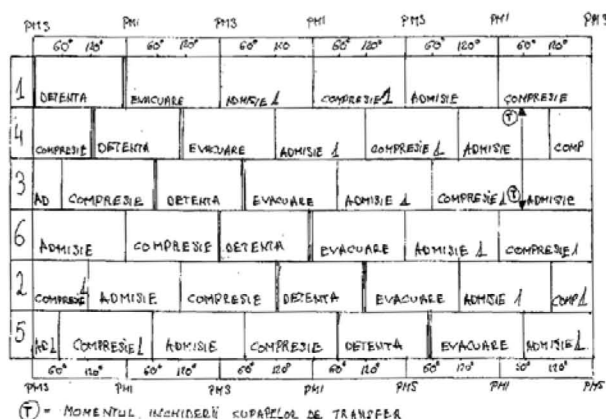 PMS PMI PMS PMI PMS PMI PMS
60° 120° 60° 120° 60° 120° 60° 120° 60° 120° 60° 120°
1 DETENTA EVACUARE ADMISIE 1 COMPRESIE 1 ADMISIE COMPRESIE
4 COMPRESIE DETENTA EVACUARE ADMISIE 1 COMPRESIE 1 ADMISIE T COMP
3 AD COMPRESIE DETENTA EVACUARE ADMISIE 1 COMPRESIE 1 T ADMISIE
6 ADMISIE COMPRESIE DETENTA EVACUARE ADMISIE 1 COMPRESIE 1
2 COMPRESIE 1 ADMISIE COMPRESIE DETENTA EVACUARE ADMISIE 1 COMP 1
5 AD 1 COMPRESIE 1 ADMISIE COMPRESIE DETENTA EVACUARE ADMISIE 1
60° 120° 60° 120° 60° 120° 60° 120° 60° 120° 60° 120°
PMS PMI PMS PMI PMS PMI PMS
T = MOMENTUL INCHIDERII SUPAPELOR DE TRANSFER